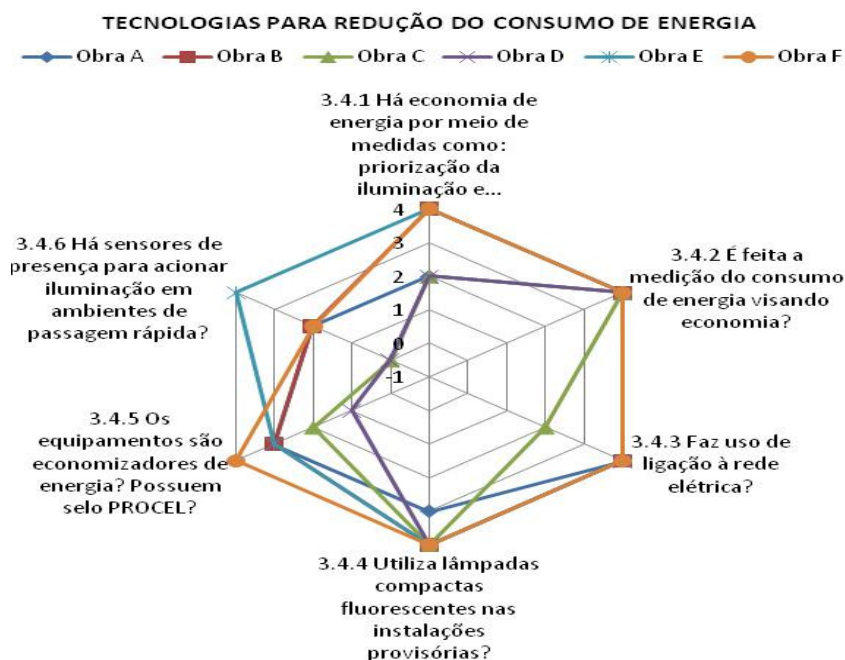 TECNOLOGIAS PARA REDUÇÃO DO CONSUMO DE ENERGIA
Obra A Obra B Obra C Obra D Obra E Obra F
3.4.1 Há economia de
energia por meio de
medidas como:
priorização da
iluminação e...
4
3
2
1
0
-1
3.4.2 É feita a
medição do consumo
de energia visando
economia?
3.4.3 Faz uso de
ligação à rede
elétrica?
3.4.4 Utiliza lâmpadas
compactas
fluorescentes nas
instalações
provisórias?
3.4.5 Os
equipamentos são
economizadores de
energia? Possuem
selo PROCEL?
3.4.6 Há sensores de
presença para acionar
iluminação em
ambientes de
passagem rápida?